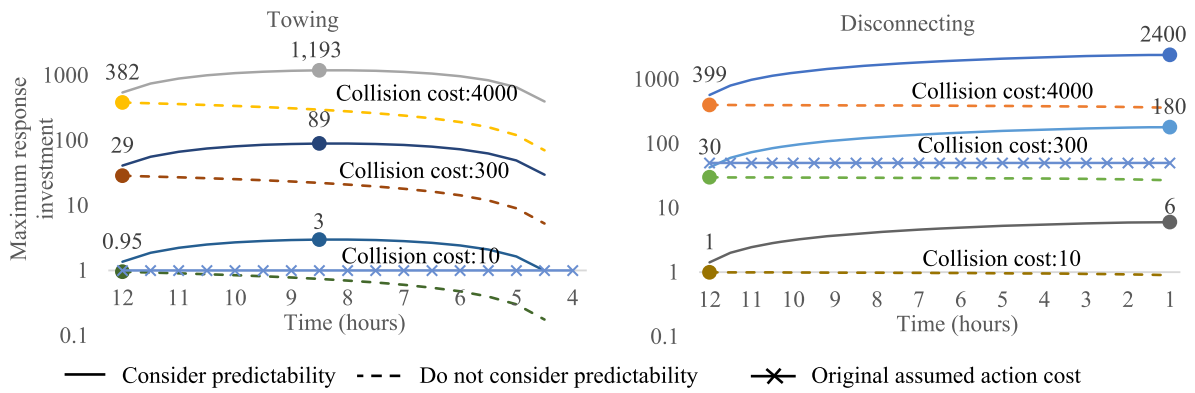 Towing
Maximum response
investment
1000
100
10
1
0.1
382
1,193
Collision cost:4000
29
89
Collision cost:300
0.95
3
Collision cost:10
12 11 10 9 8 7 6 5 4
Time (hours)
Disconnecting
1000
100
10
1
0.1
399
2400
Collision cost:4000
30
180
Collision cost:300
1
6
Collision cost:10
12 11 10 9 8 7 6 5 4 3 2 1
Time (hours)
Consider predictability
Do not consider predictability
Original assumed action cost